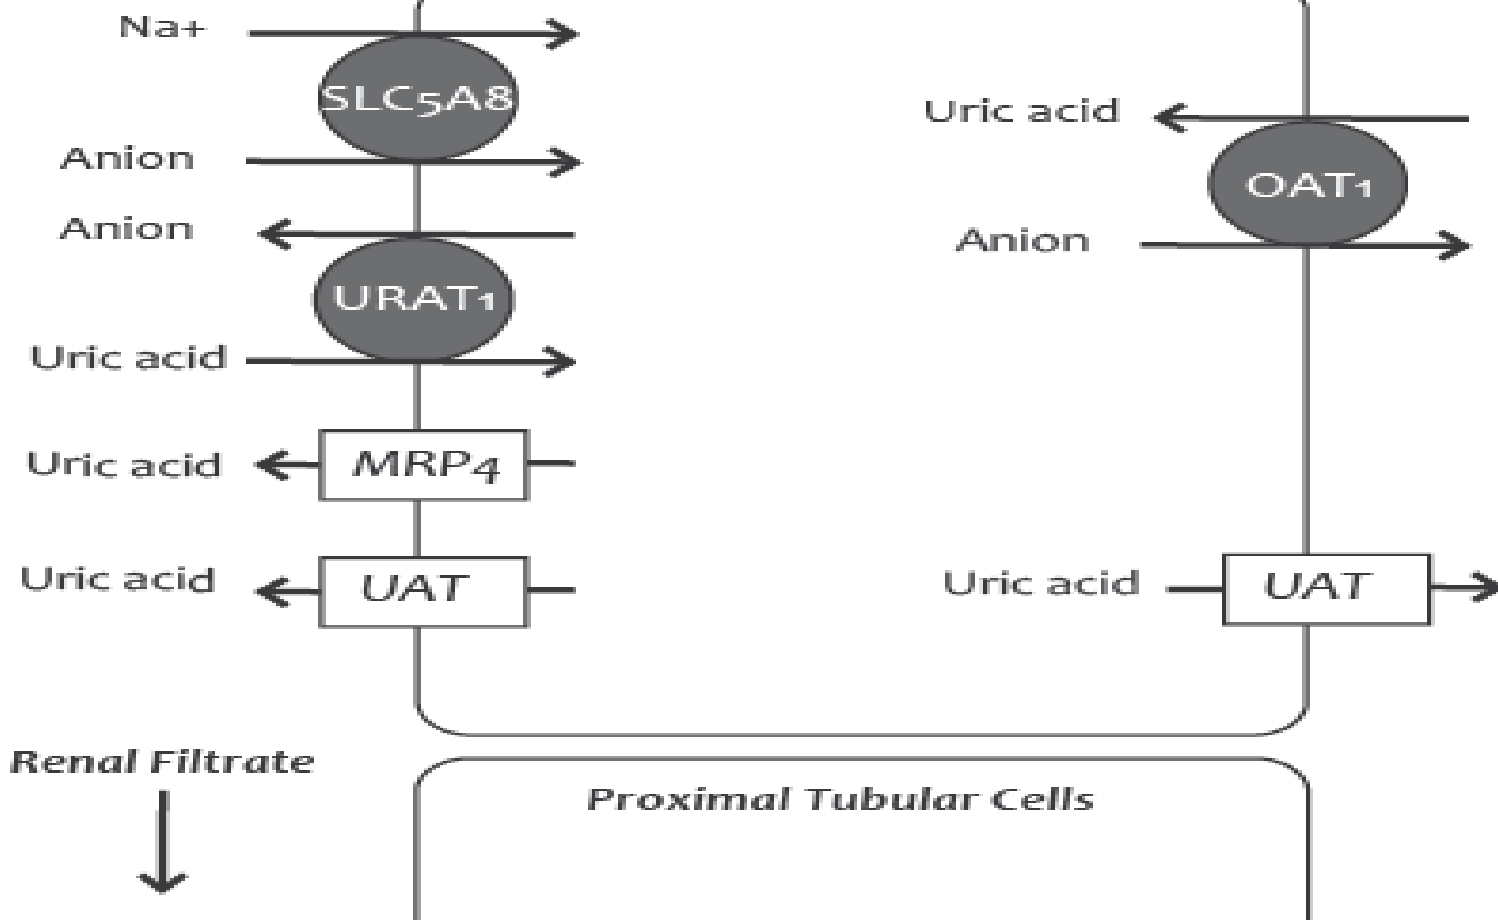 Na+
SLC5A8
Anion
Anion
URAT1
Uric acid
Uric acid
MRP4
Uric acid
UAT
Uric acid
OAT1
Anion
Uric acid
UAT
Renal Filtrate
Proximal Tubular Cells